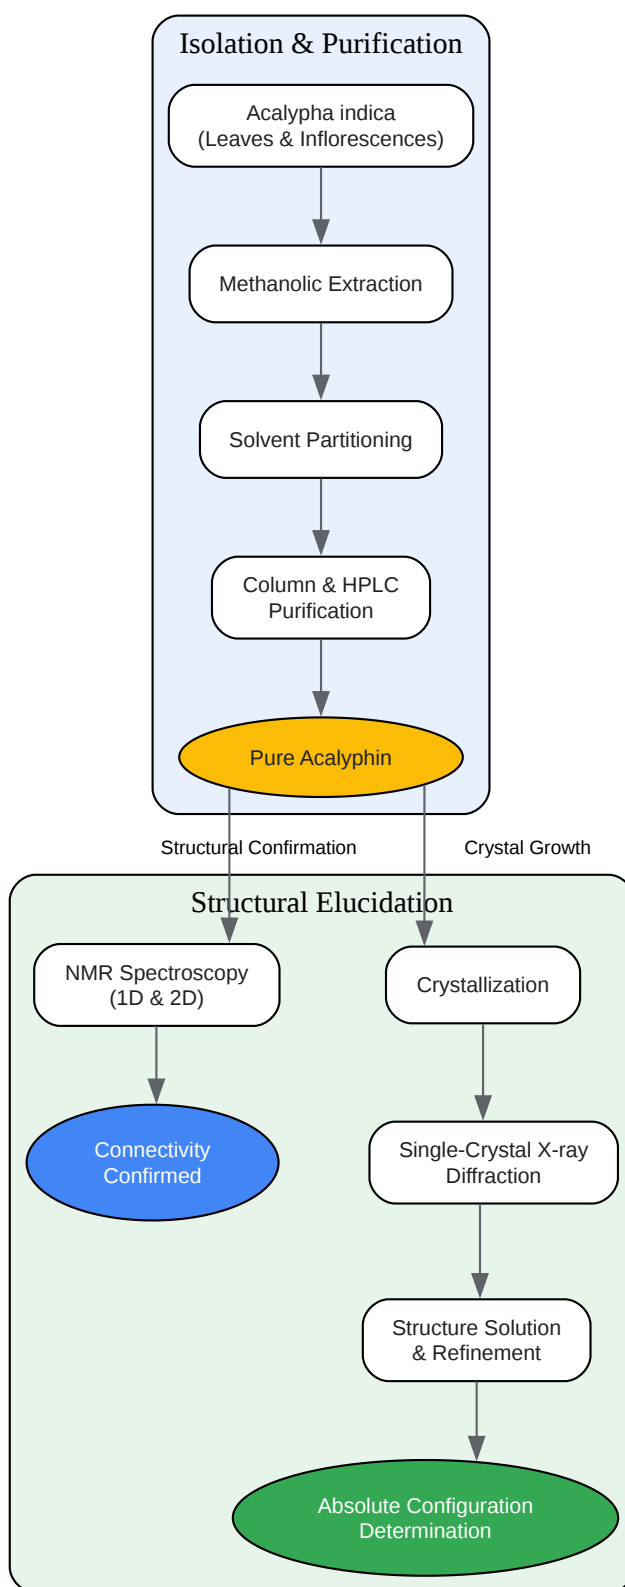 Isolation & Purification
Acalypha indica
(Leaves & Inflorescences)
Methanolic Extraction
Solvent Partitioning
Column & HPLC
Purification
Pure Acalyphin
Structural Confirmation
Crystal Growth
Structural Elucidation
NMR Spectroscopy
(1D & 2D)
Crystallization
Connectivity
Confirmed
Single-Crystal X-ray
Diffraction
Structure Solution
& Refinement
Absolute Configuration
Determination